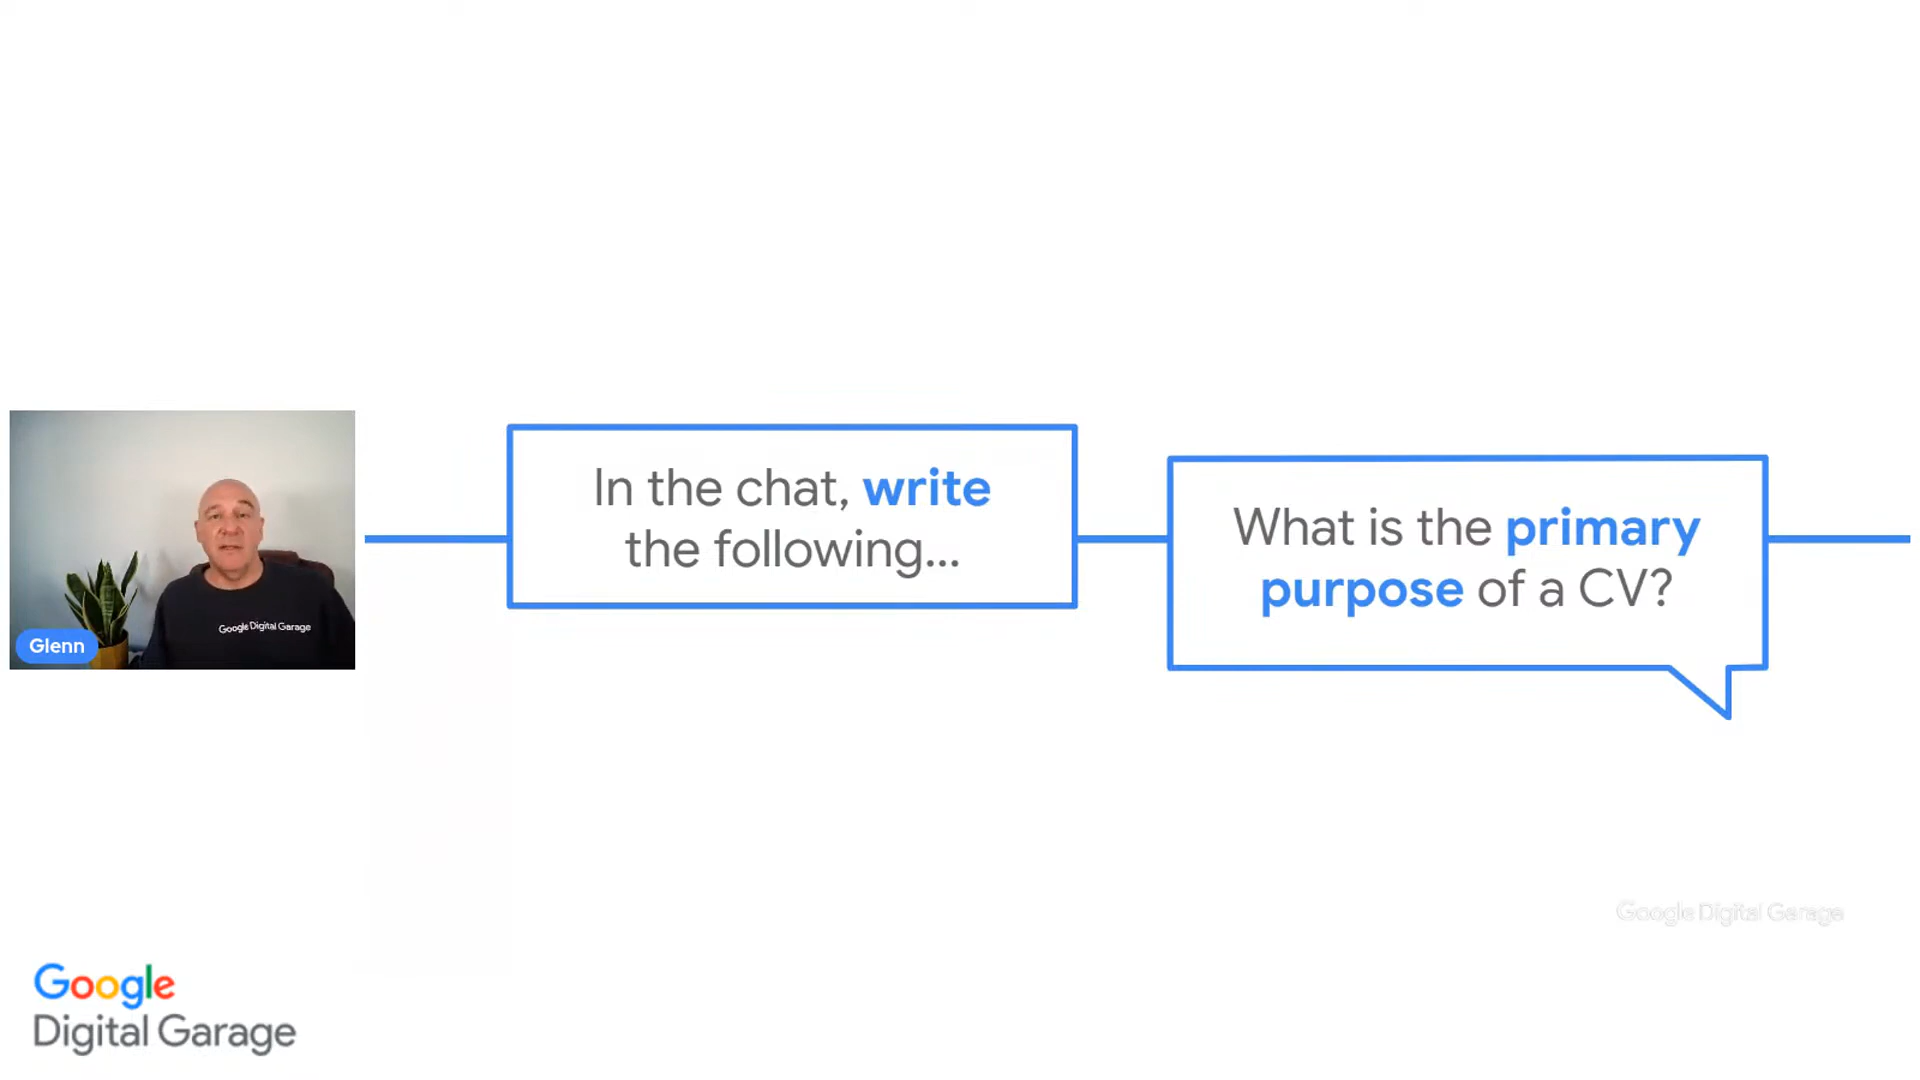 In the chat, write
the following...
What is the primary
purpose of a CV?
Google Digital Garage
Glenn
Google Digital Garage
Google
Digital Garage